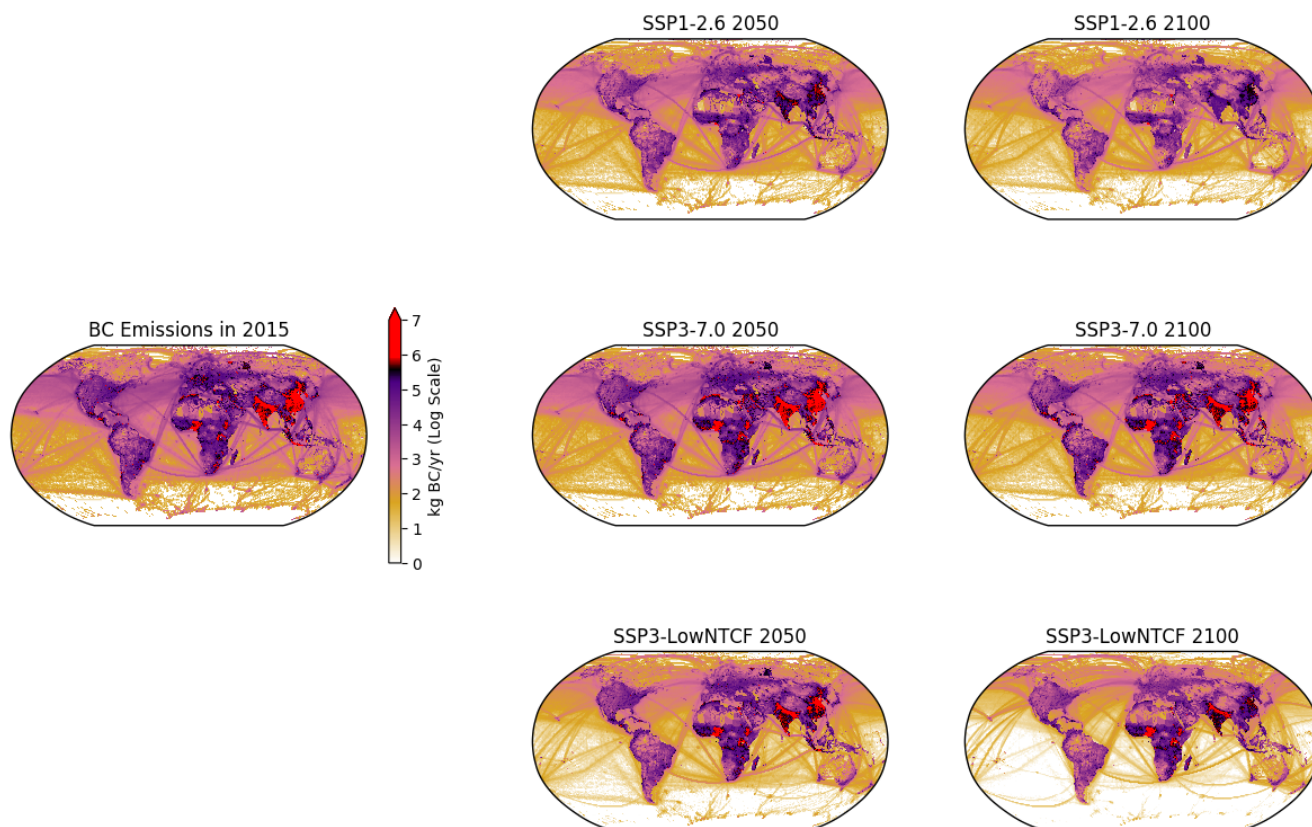 SSP1-2.6 2050
SSP1-2.6 2100
BC Emissions in 2015
7
6
5
4
3
2
1
0
kg BC/yr (Log Scale)
SSP3-7.0 2050
SSP3-7.0 2100
SSP3-LowNTCF 2050
SSP3-LowNTCF 2100